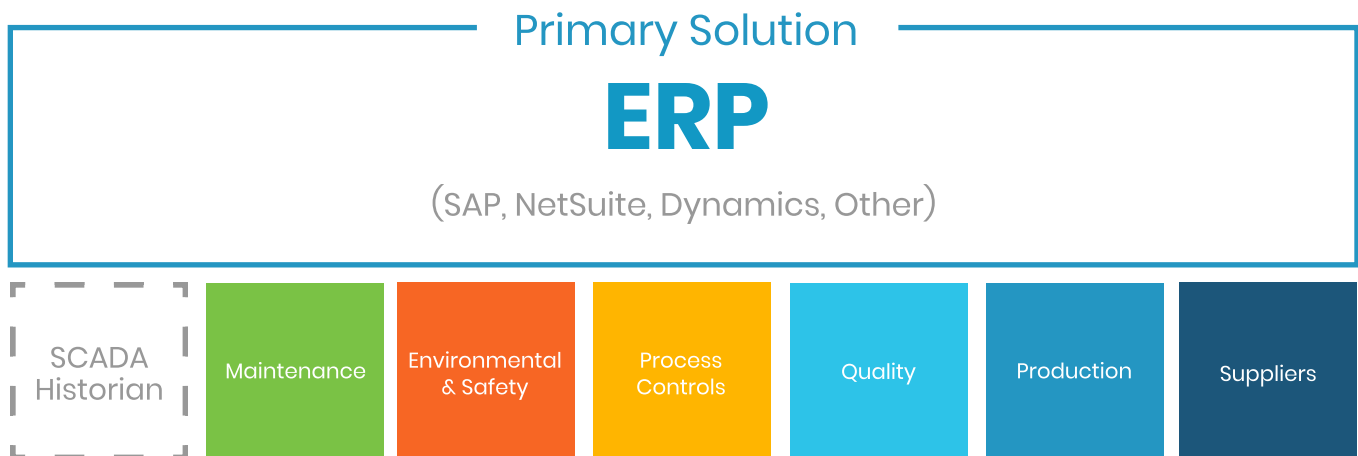 Primary Solution
ERP
(SAP, NetSuite, Dynamics, Other)
SCADA
Historian
Maintenance
Environmental
& Safety
Process
Controls
Quality
Production
Suppliers